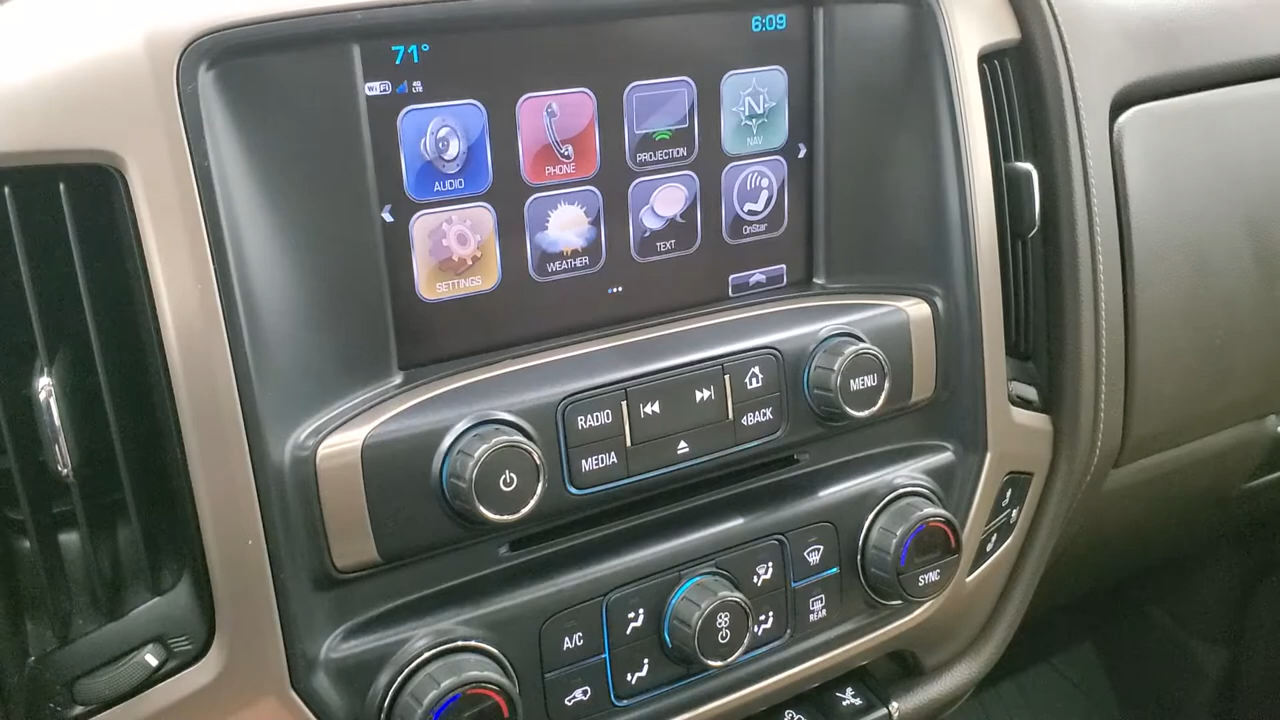 6:09
71°
WiFi 4G LTE
AUDIO
PHONE
PROJECTION
N
NAV
SETTINGS
WEATHER
TEXT
OnStar
RADIO
MEDIA
BACK
MENU
A/C
REAR
SYNC